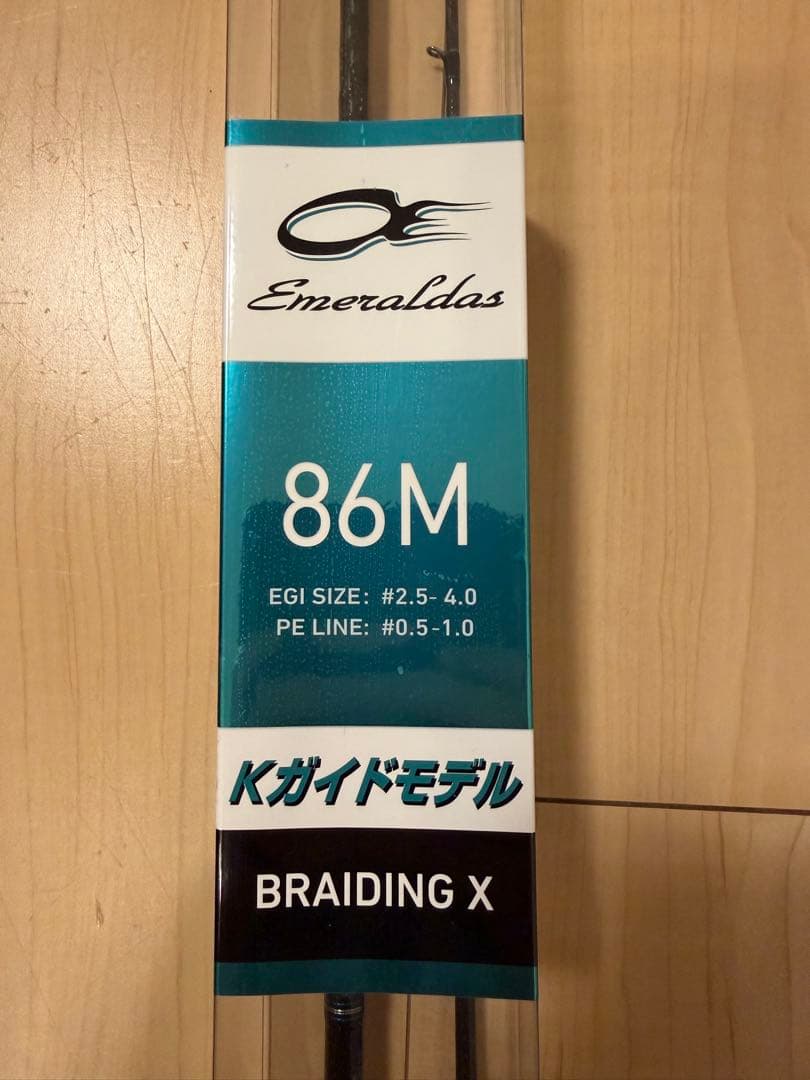 Emeraldas
86M
EGI SIZE: #2.5-4.0
PE LINE: #0.5-1.0
Kガイドモデル
BRAIDING X